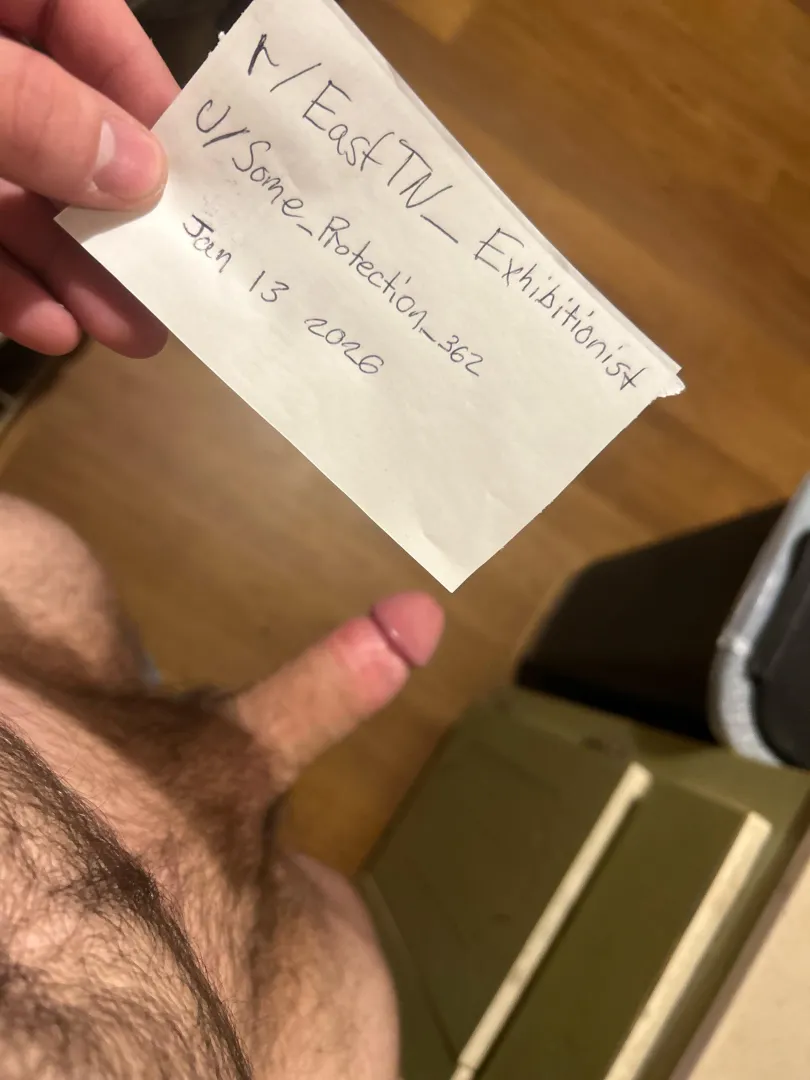 r/EastTN_Exhibitionist
u/Some_Protection_362
Jan 13 2026